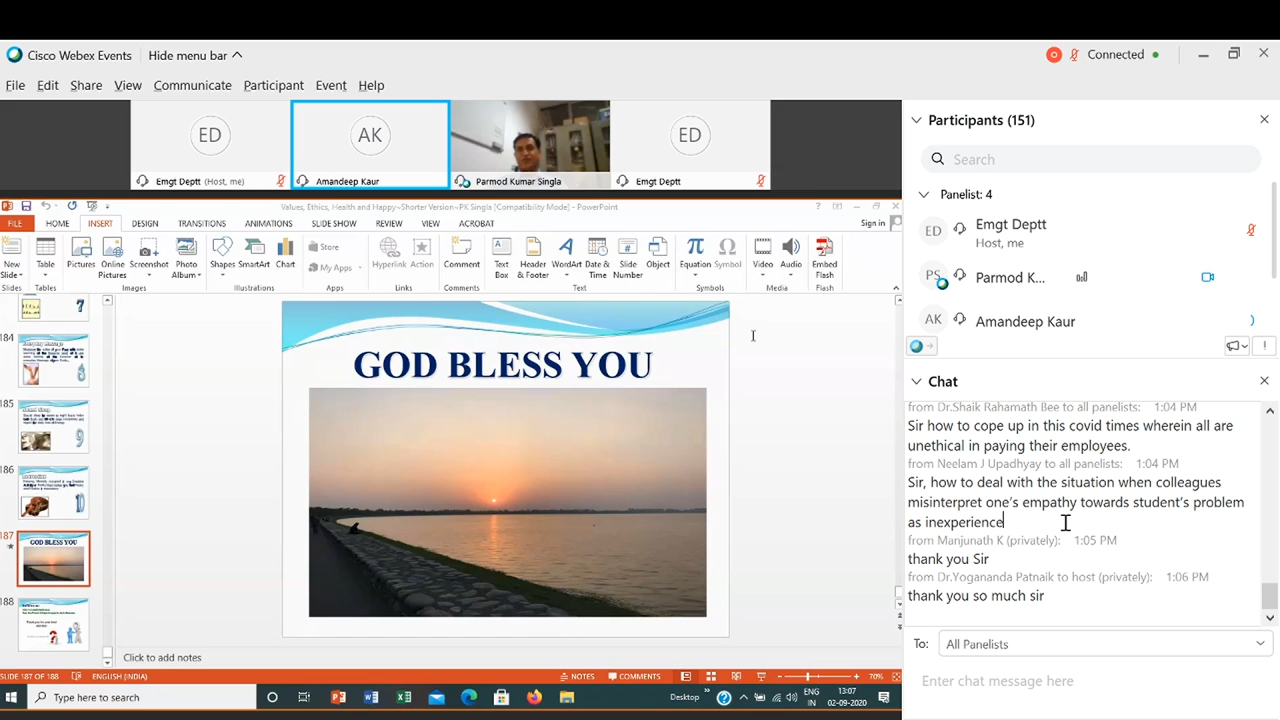 Cisco Webex Events Hide menu bar Connected
File Edit Share View Communicate Participant Event Help
ED AK ED
Emgt Deptt (Host, me) Amandeep Kaur Parmod Kumar Singla Emgt Deptt
Values, Ethics, Health and Happy~Shorter Version~PK Singla [Compatibility Mode] - PowerPoint
FILE HOME INSERT DESIGN TRANSITIONS ANIMATIONS SLIDE SHOW REVIEW VIEW ACROBAT Sign in
New Slide Table Pictures Online Pictures Screenshot Photo Album Shapes SmartArt Chart Store My Apps Hyperlink Action Comment Text Box Header & Footer WordArt Date & Time Slide Number Object Equation Symbol Video Audio Embed Flash
Slides Tables Images Illustrations Apps Links Comments Text Symbols Media Flash
7
184
8
185
9
186
10
187
GOD BLESS YOU
188
GOD BLESS YOU
Click to add notes
SLIDE 187 OF 188 ENGLISH (INDIA) NOTES COMMENTS 70%
Type here to search Desktop ENG IN 13:07 02-09-2020
Participants (151)
Search
Panelist: 4
ED Emgt Deptt
Host, me
PS Parmod K...
AK Amandeep Kaur
Chat
from Dr.Shaik Rahamath Bee to all panelists: 1:04 PM
Sir how to cope up in this covid times wherein all are
unethical in paying their employees.
from Neelam J Upadhyay to all panelists: 1:04 PM
Sir, how to deal with the situation when colleagues
misinterpret one's empathy towards student's problem
as inexperience
from Manjunath K (privately): 1:05 PM
thank you Sir
from Dr.Yogananda Patnaik to host (privately): 1:06 PM
thank you so much sir
To: All Panelists
Enter chat message here